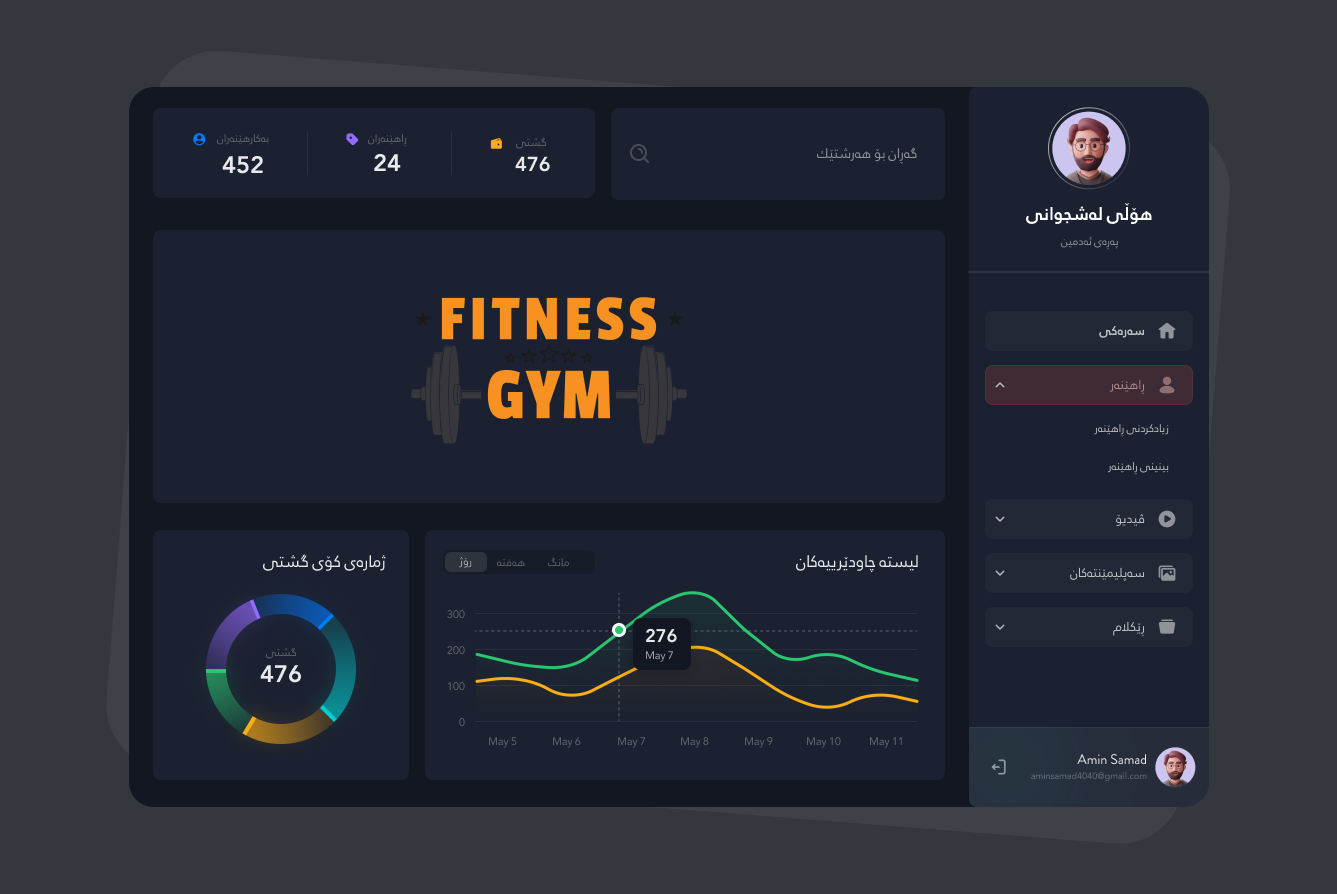 هۆڵی لەشجوانی
پەڕەی ئەدمین
سەرەکی
ڕاهێنەر
زیادکردنی ڕاهێنەر
بینینی ڕاهێنەر
ڤیدیۆ
سەپلیمێنتەکان
ڕێکلام
Amin Samad
aminsamad4040@gmail.com
گەڕان بۆ هەرشتێك
گشتی
476
ڕاهێنەران
24
بەکارهێنەران
452
FITNESS
GYM
لیستە چاودێرییەکان
مانگ
هەفتە
ڕۆژ
300
200
100
0
276
May 7
May 5
May 6
May 7
May 8
May 9
May 10
May 11
ژمارەی کۆی گشتی
گشتی
476